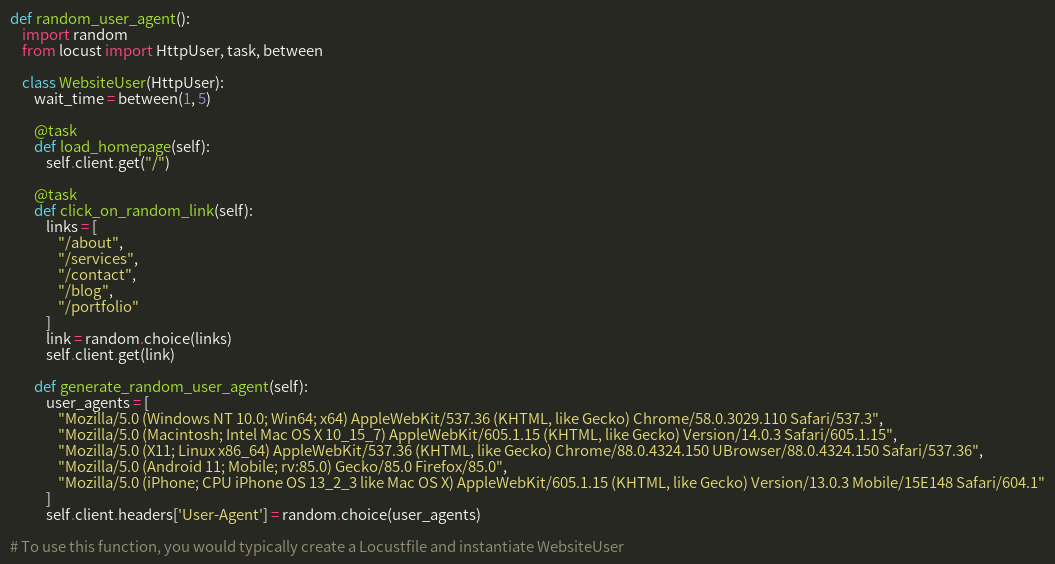 def random_user_agent():
    import random
    from locust import HttpUser, task, between

    class WebsiteUser(HttpUser):
        wait_time = between(1, 5)

        @task
        def load_homepage(self):
            self.client.get("/")

        @task
        def click_on_random_link(self):
            links = [
                "/about",
                "/services",
                "/contact",
                "/blog",
                "/portfolio"
            ]
            link = random.choice(links)
            self.client.get(link)

        def generate_random_user_agent(self):
            user_agents = [
                "Mozilla/5.0 (Windows NT 10.0; Win64; x64) AppleWebKit/537.36 (KHTML, like Gecko) Chrome/58.0.3029.110 Safari/537.3",
                "Mozilla/5.0 (Macintosh; Intel Mac OS X 10_15_7) AppleWebKit/605.1.15 (KHTML, like Gecko) Version/14.0.3 Safari/605.1.15",
                "Mozilla/5.0 (X11; Linux x86_64) AppleWebKit/537.36 (KHTML, like Gecko) Chrome/88.0.4324.150 UBrowser/88.0.4324.150 Safari/537.36",
                "Mozilla/5.0 (Android 11; Mobile; rv:85.0) Gecko/85.0 Firefox/85.0",
                "Mozilla/5.0 (iPhone; CPU iPhone OS 13_2_3 like Mac OS X) AppleWebKit/605.1.15 (KHTML, like Gecko) Version/13.0.3 Mobile/15E148 Safari/604.1"
            ]
            self.client.headers['User-Agent'] = random.choice(user_agents)

# To use this function, you would typically create a Locustfile and instantiate WebsiteUser